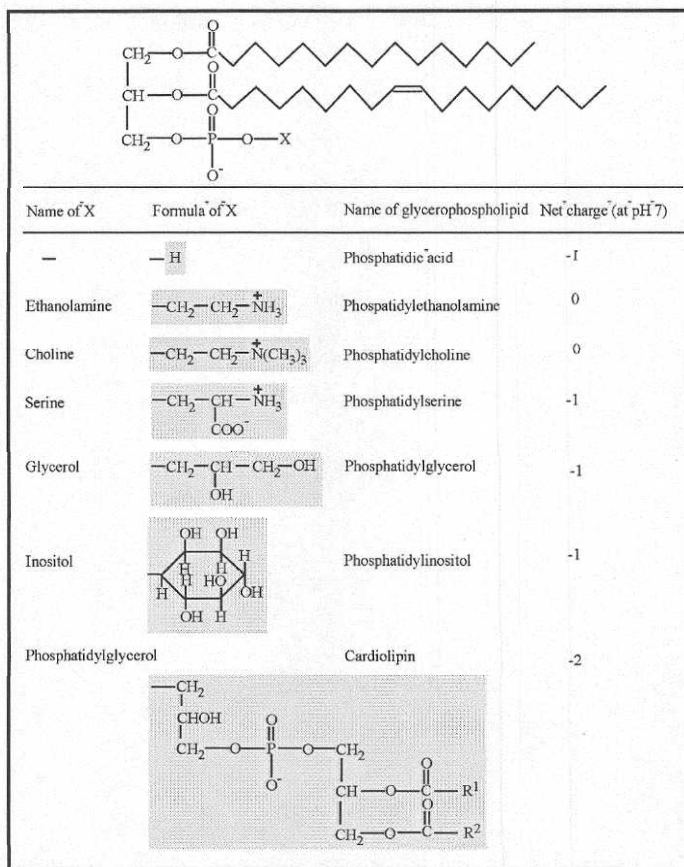 O O
CH2—O—C
CH—O—C
O
CH2—O—P—O—X
O-
Name of X Formula of X Name of glycerophospholipid Net charge (at pH 7)
— —H Phosphatidic acid -1
Ethanolamine —CH2—CH2—NH3+ Phospatidylethanolamine 0
Choline —CH2—CH2—N+(CH3)3 Phosphatidylcholine 0
Serine —CH2—CH—NH3+ Phosphatidylserine -1
COO-
Glycerol —CH2—CH—CH2—OH Phosphatidylglycerol -1
OH
OH OH
Inositol H H H HO H OH Phosphatidylinositol -1
OH H
Phosphatidylglycerol Cardiolipin -2
—CH2
CHOH O
CH2—O—P—O—CH2
O- O
CH—O—C—R1
O
CH2—O—C—R2